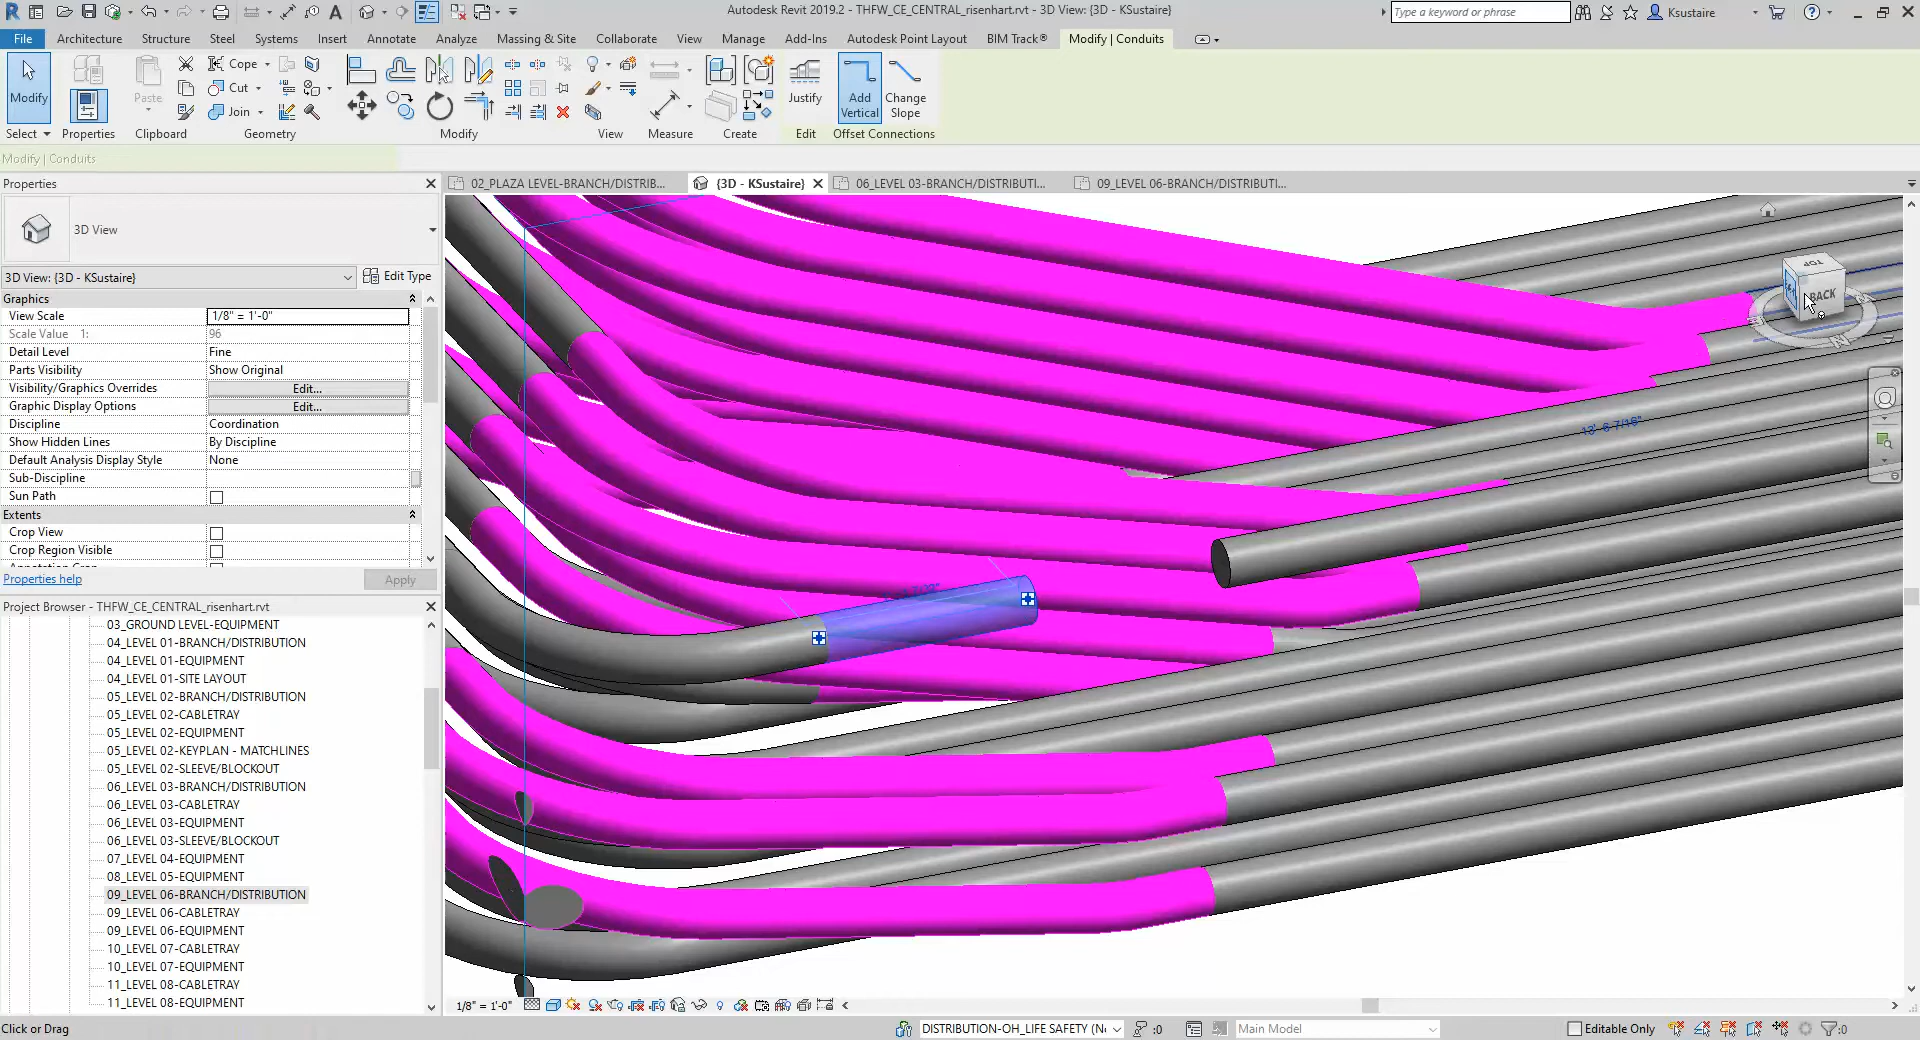 Autodesk Revit 2019.2 - THFW_CE_CENTRAL_risenhart.rvt - 3D View: {3D - KSustaire}
Type a keyword or phrase
KSustaire
File Architecture Structure Steel Systems Insert Annotate Analyze Massing & Site Collaborate View Manage Add-Ins Autodesk Point Layout BIM Track® Modify | Conduits
Modify
Paste
Cope
Cut
Join
Justify
Add Vertical
Change Slope
Select Properties Clipboard Geometry Modify View Measure Create Edit Offset Connections
Modify | Conduits
Properties
02_PLAZA LEVEL-BRANCH/DISTRIB...
{3D - KSustaire}
06_LEVEL 03-BRANCH/DISTRIBUTI...
09_LEVEL 06-BRANCH/DISTRIBUTI...
3D View
3D View: {3D - KSustaire}
Edit Type
Graphics
View Scale 1/8" = 1'-0"
Scale Value 1: 96
Detail Level Fine
Parts Visibility Show Original
Visibility/Graphics Overrides Edit...
Graphic Display Options Edit...
Discipline Coordination
Show Hidden Lines By Discipline
Default Analysis Display Style None
Sub-Discipline
Sun Path
Extents
Crop View
Crop Region Visible
Properties help
Apply
Project Browser - THFW_CE_CENTRAL_risenhart.rvt
03_GROUND LEVEL-EQUIPMENT
04_LEVEL 01-BRANCH/DISTRIBUTION
04_LEVEL 01-EQUIPMENT
04_LEVEL 01-SITE LAYOUT
05_LEVEL 02-BRANCH/DISTRIBUTION
05_LEVEL 02-CABLETRAY
05_LEVEL 02-EQUIPMENT
05_LEVEL 02-KEYPLAN - MATCHLINES
05_LEVEL 02-SLEEVE/BLOCKOUT
06_LEVEL 03-BRANCH/DISTRIBUTION
06_LEVEL 03-CABLETRAY
06_LEVEL 03-EQUIPMENT
06_LEVEL 03-SLEEVE/BLOCKOUT
07_LEVEL 04-EQUIPMENT
08_LEVEL 05-EQUIPMENT
09_LEVEL 06-BRANCH/DISTRIBUTION
09_LEVEL 06-CABLETRAY
09_LEVEL 06-EQUIPMENT
10_LEVEL 07-CABLETRAY
10_LEVEL 07-EQUIPMENT
11_LEVEL 08-CABLETRAY
11_LEVEL 08-EQUIPMENT
TOP
BACK
13' 6 7/16"
1/8" = 1'-0"
Click or Drag
DISTRIBUTION-OH_LIFE SAFETY (N
:0
Main Model
Editable Only
:0